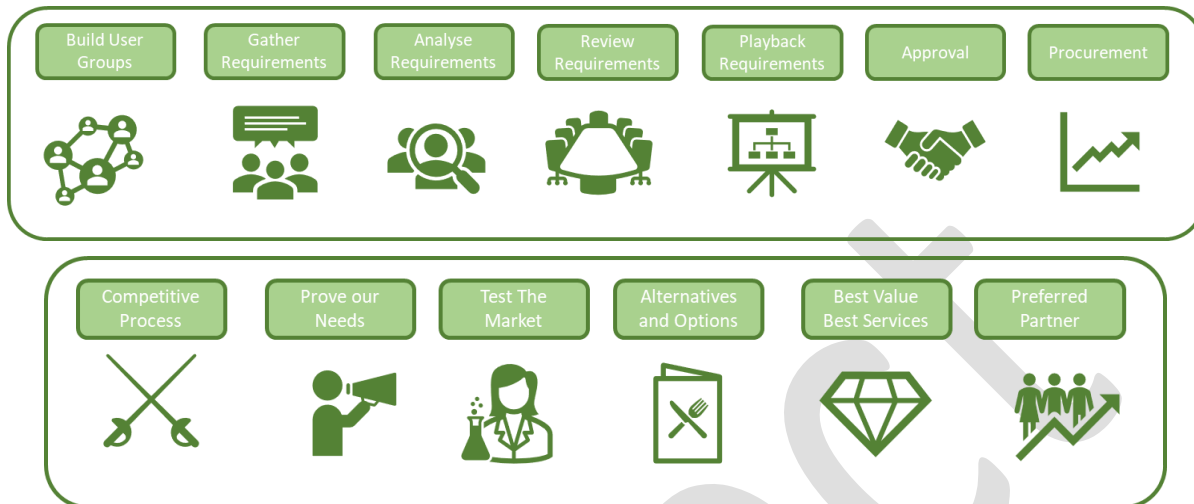 Build User
Groups
Gather
Requirements
Analyse
Requirements
Review
Requirements
Playback
Requirements
Approval
Procurement
Competitive
Process
Prove our
Needs
Test The
Market
Alternatives
and Options
Best Value
Best Services
Preferred
Partner